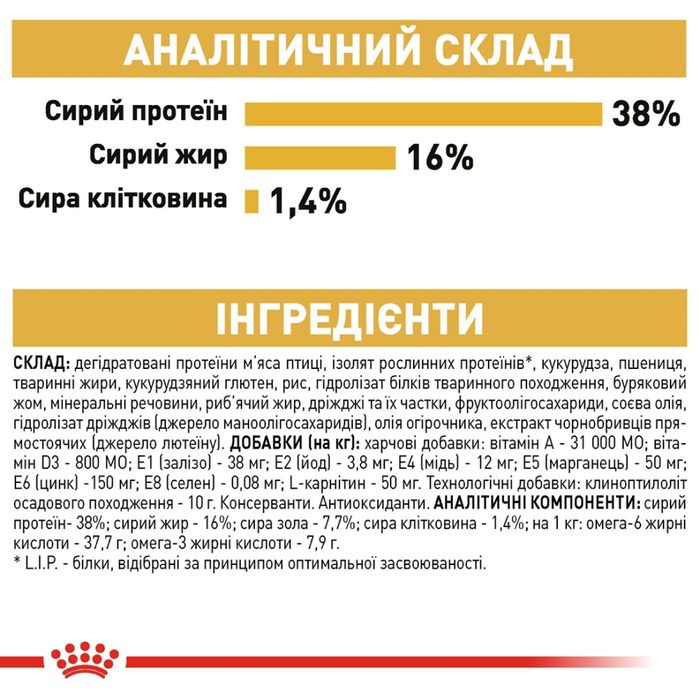 АНАЛІТИЧНИЙ СКЛАД
Сирий протеїн 38%
Сирий жир 16%
Сира клітковина 1,4%
ІНГРЕДІЄНТИ
СКЛАД: дегідратовані протеїни м’яса птиці, ізолят рослинних протеїнів*, кукурудза, пшениця,
тваринні жири, кукурудзяний глютен, рис, гідролізат білків тваринного походження, буряковий
жом, мінеральні речовини, риб’ячий жир, дріжджі та їх частки, фруктоолігосахариди, соєва олія,
гідролізат дріжджів (джерело маноолігосахаридів), олія огірочника, екстракт чорнобривців пря-
мостоячих (джерело лютеїну). ДОБАВКИ (на кг): харчові добавки: вітамін А - 31 000 МО; віта-
мін D3 - 800 МО; Е1 (залізо) - 38 мг; Е2 (йод) - 3,8 мг; Е4 (мідь) - 12 мг; Е5 (марганець) - 50 мг;
Е6 (цинк) -150 мг; Е8 (селен) - 0,08 мг; L-карнітин - 50 мг. Технологічні добавки: клиноптилоліт
осадового походження - 10 г. Консерванти. Антиоксиданти. АНАЛІТИЧНІ КОМПОНЕНТИ: сирий
протеїн- 38%; сирий жир - 16%; сира зола - 7,7%; сира клітковина - 1,4%; на 1 кг: омега-6 жирні
кислоти - 37,7 г; омега-3 жирні кислоти - 7,9 г.
* L.I.P. - білки, відібрані за принципом оптимальної засвоюваності.